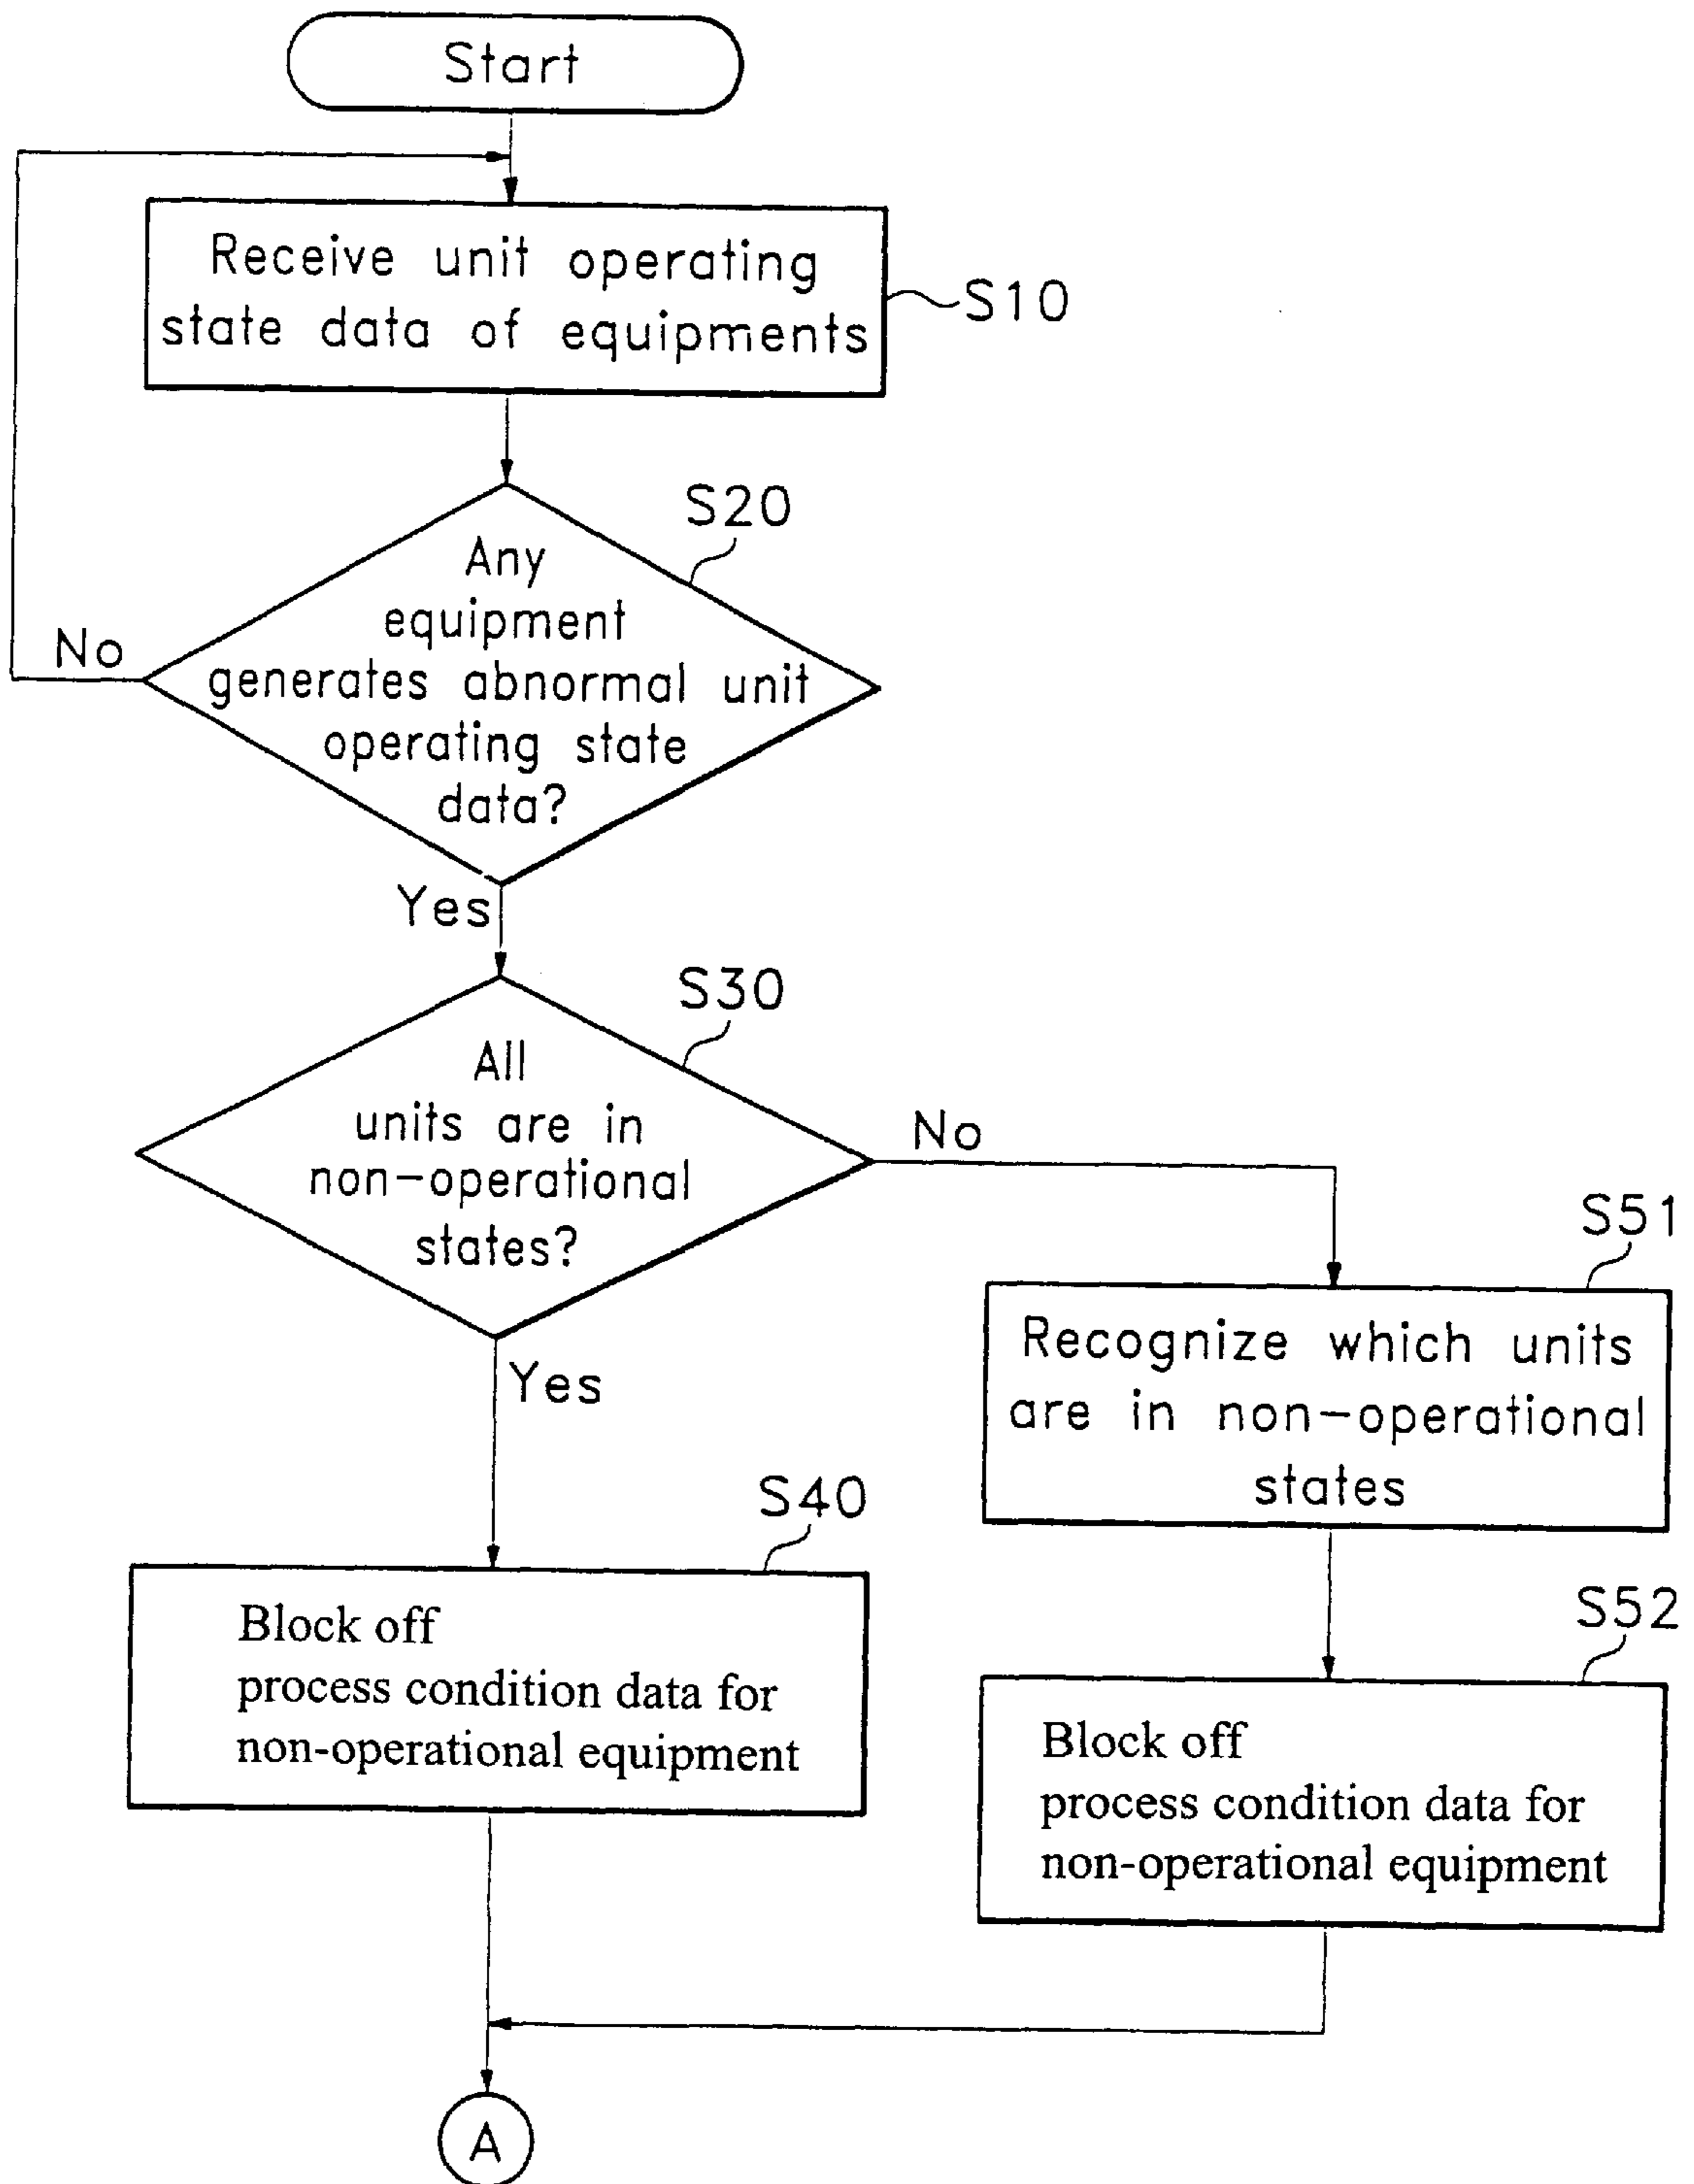 Start
Receive unit operating
state data of equipments
S10
S20
Any
equipment
generates abnormal unit
operating state
data?
No
Yes
S30
All
units are in
non-operational
states?
No
Yes
S51
Recognize which units
are in non-operational
states
S40
Block off
process condition data for
non-operational equipment
S52
Block off
process condition data for
non-operational equipment
A